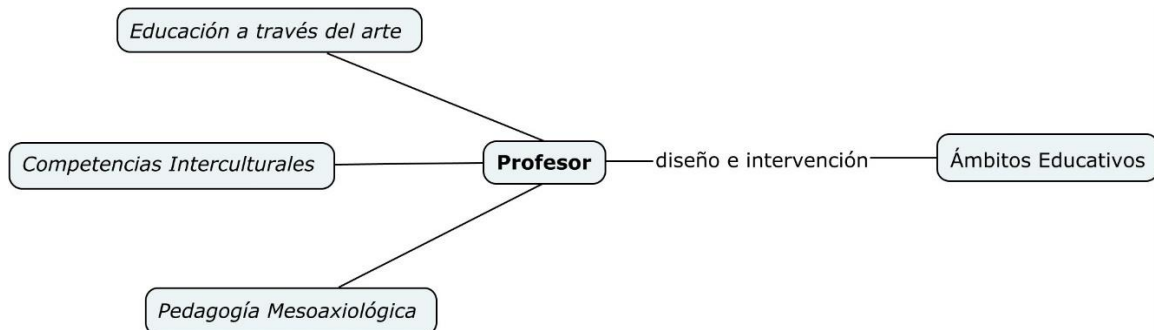 Educación a través del arte
Competencias Interculturales
Profesor
diseño e intervención
Ámbitos Educativos
Pedagogía Mesoaxiológica